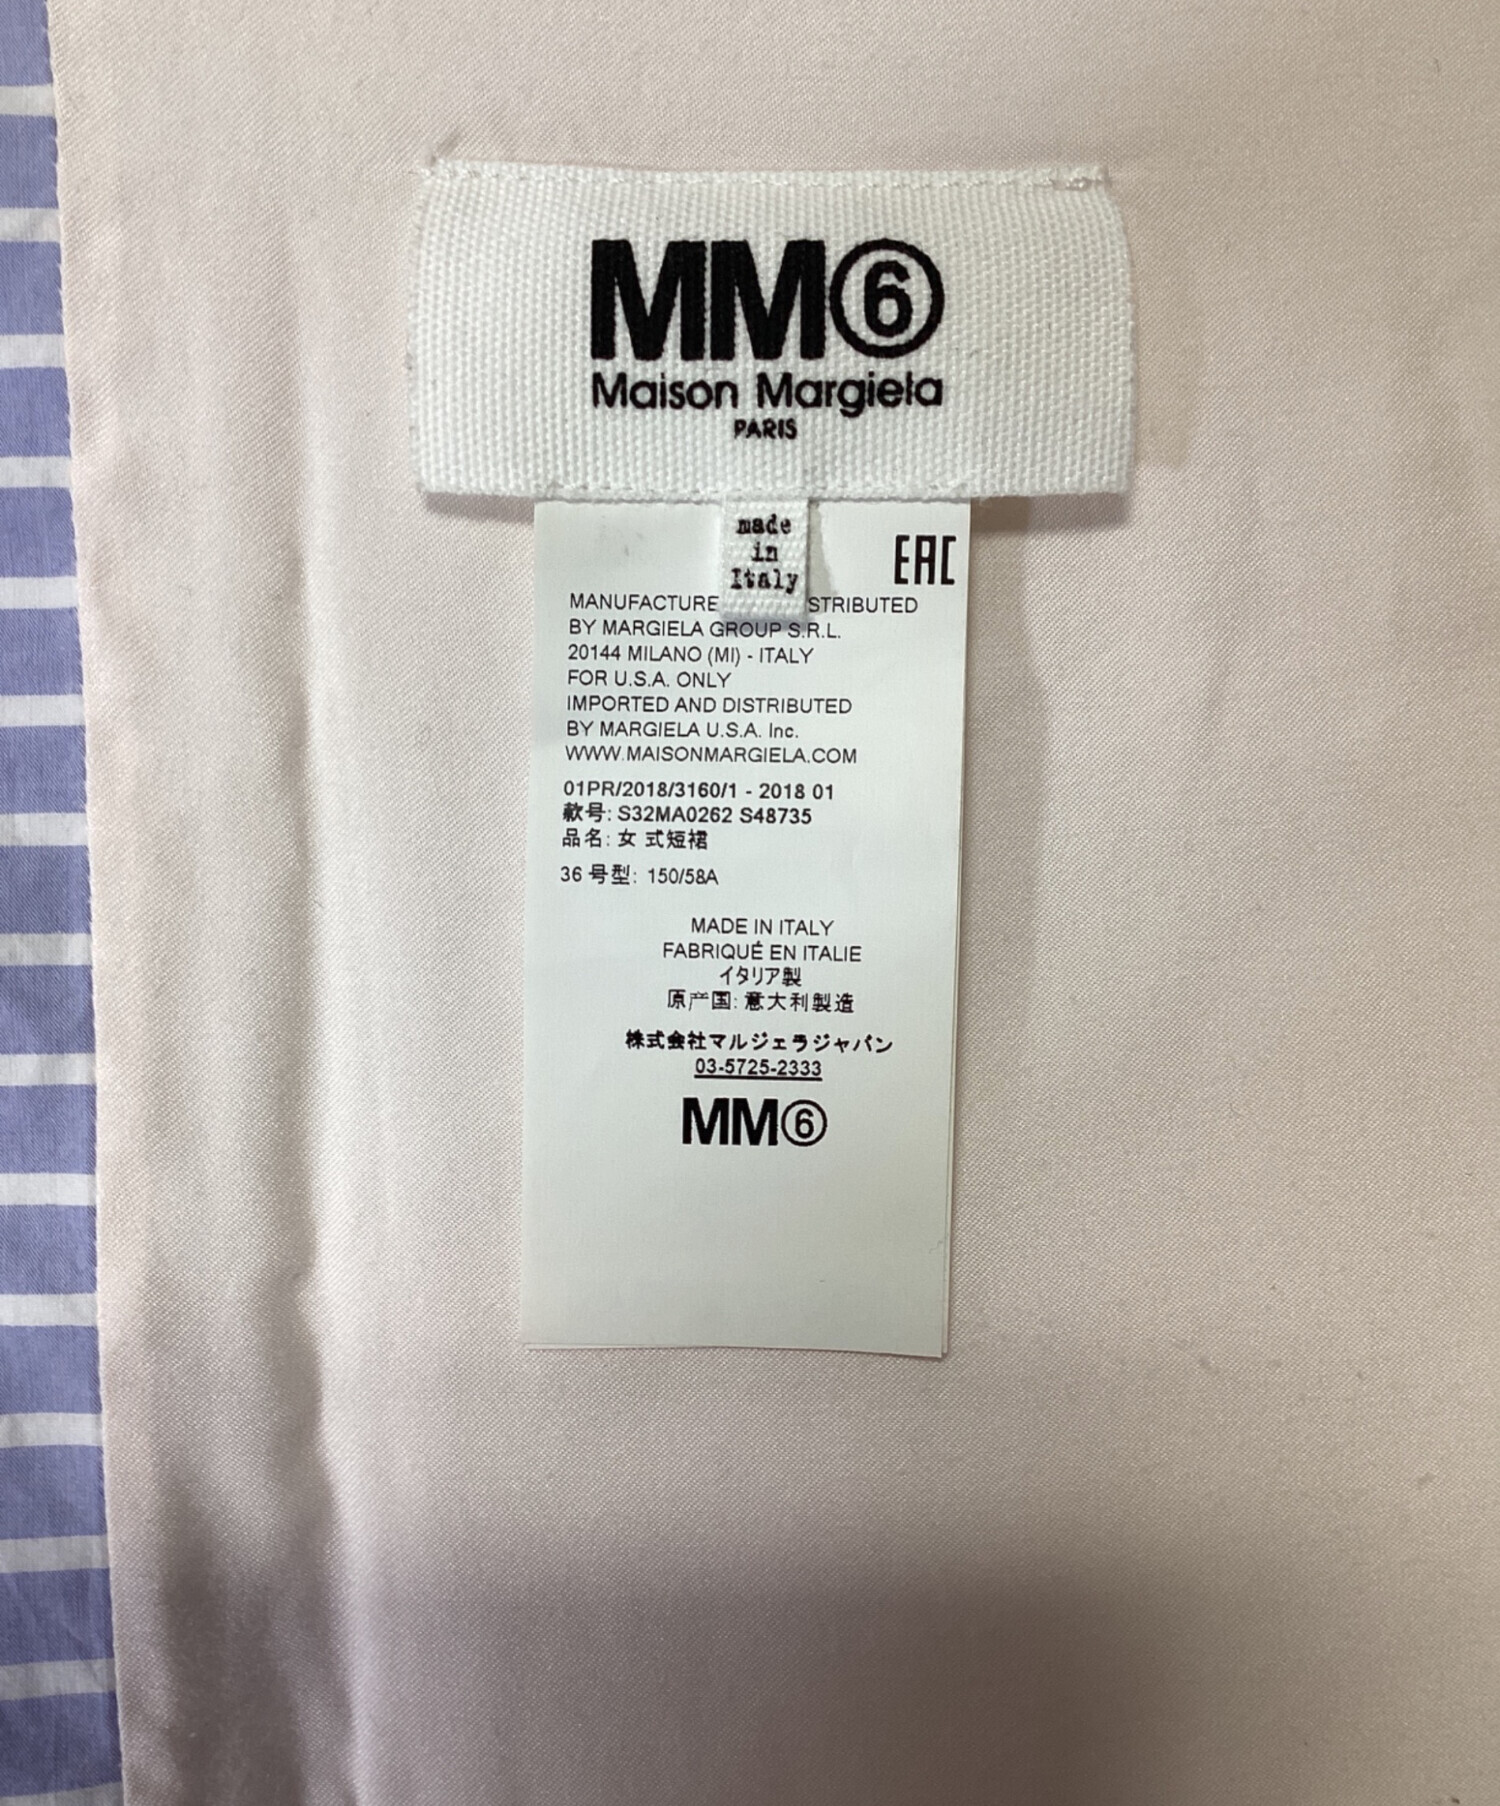 MM⑥
Maison Margiela
PARIS
made
in
Italy
EAC
MANUFACTURE STRIBUTED
BY MARGIELA GROUP S.R.L.
20144 MILANO (MI) - ITALY
FOR U.S.A. ONLY
IMPORTED AND DISTRIBUTED
BY MARGIELA U.S.A. Inc.
WWW.MAISONMARGIELA.COM
01PR/2018/3160/1 - 2018 01
款号: S32MA0262 S48735
品名: 女 式短裙
36 号型: 150/58A
MADE IN ITALY
FABRIQUÉ EN ITALIE
イタリア製
原产国: 意大利製造
株式会社マルジェラジャパン
03-5725-2333
MM⑥